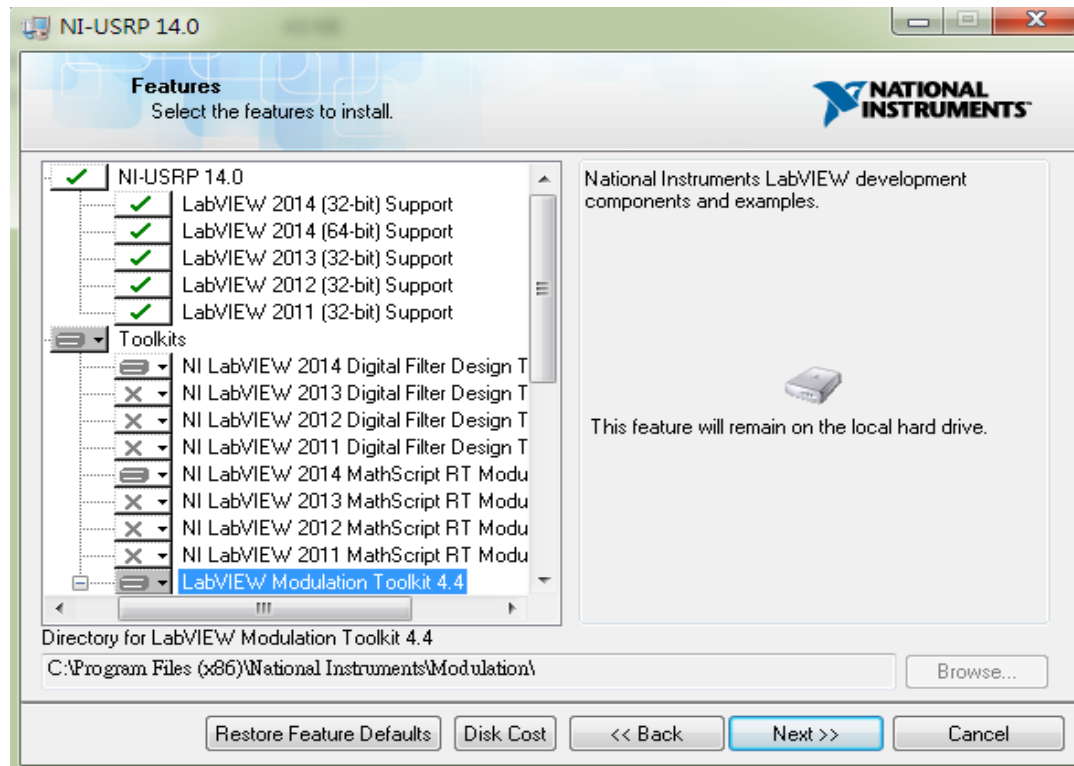 NI-USRP 14.0
Features
Select the features to install.
NATIONAL
INSTRUMENTS
NI-USRP 14.0
LabVIEW 2014 (32-bit) Support
LabVIEW 2014 (64-bit) Support
LabVIEW 2013 (32-bit) Support
LabVIEW 2012 (32-bit) Support
LabVIEW 2011 (32-bit) Support
Toolkits
NI LabVIEW 2014 Digital Filter Design T
NI LabVIEW 2013 Digital Filter Design T
NI LabVIEW 2012 Digital Filter Design T
NI LabVIEW 2011 Digital Filter Design T
NI LabVIEW 2014 MathScript RT Modu
NI LabVIEW 2013 MathScript RT Modu
NI LabVIEW 2012 MathScript RT Modu
NI LabVIEW 2011 MathScript RT Modu
LabVIEW Modulation Toolkit 4.4
National Instruments LabVIEW development
components and examples.
This feature will remain on the local hard drive.
Directory for LabVIEW Modulation Toolkit 4.4
C:\Program Files (x86)\National Instruments\Modulation\
Browse...
Restore Feature Defaults
Disk Cost
<< Back
Next >>
Cancel